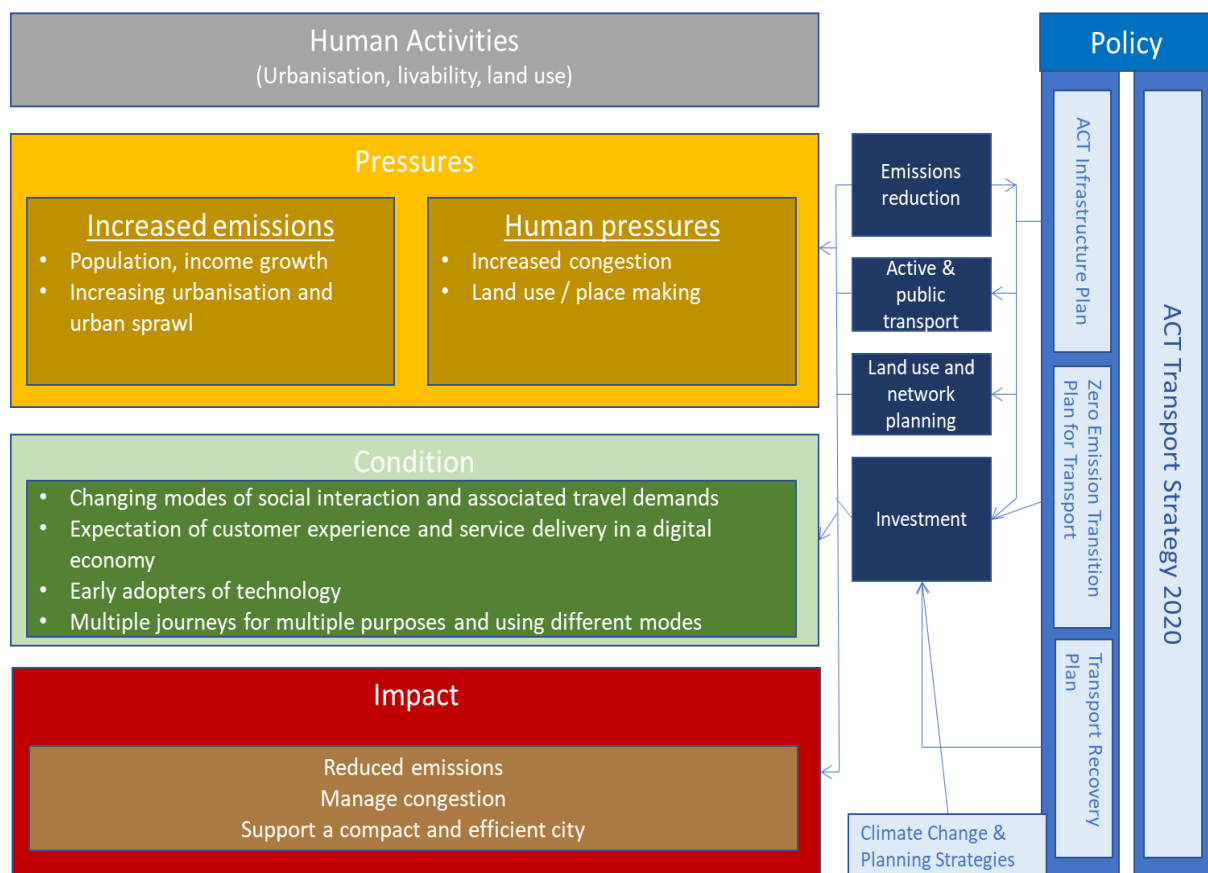 Human Activities
(Urbanisation, livability, land use)
Pressures
Increased emissions
• Population, income growth
• Increasing urbanisation and
urban sprawl
Human pressures
• Increased congestion
• Land use / place making
Condition
• Changing modes of social interaction and associated travel demands
• Expectation of customer experience and service delivery in a digital
economy
• Early adopters of technology
• Multiple journeys for multiple purposes and using different modes
Impact
Reduced emissions
Manage congestion
Support a compact and efficient city
Emissions
reduction
Active &
public
transport
Land use and
network
planning
Investment
Climate Change &
Planning Strategies
Policy
ACT Infrastructure Plan
Zero Emission Transition
Plan for Transport
Transport Recovery
Plan
ACT Transport Strategy 2020